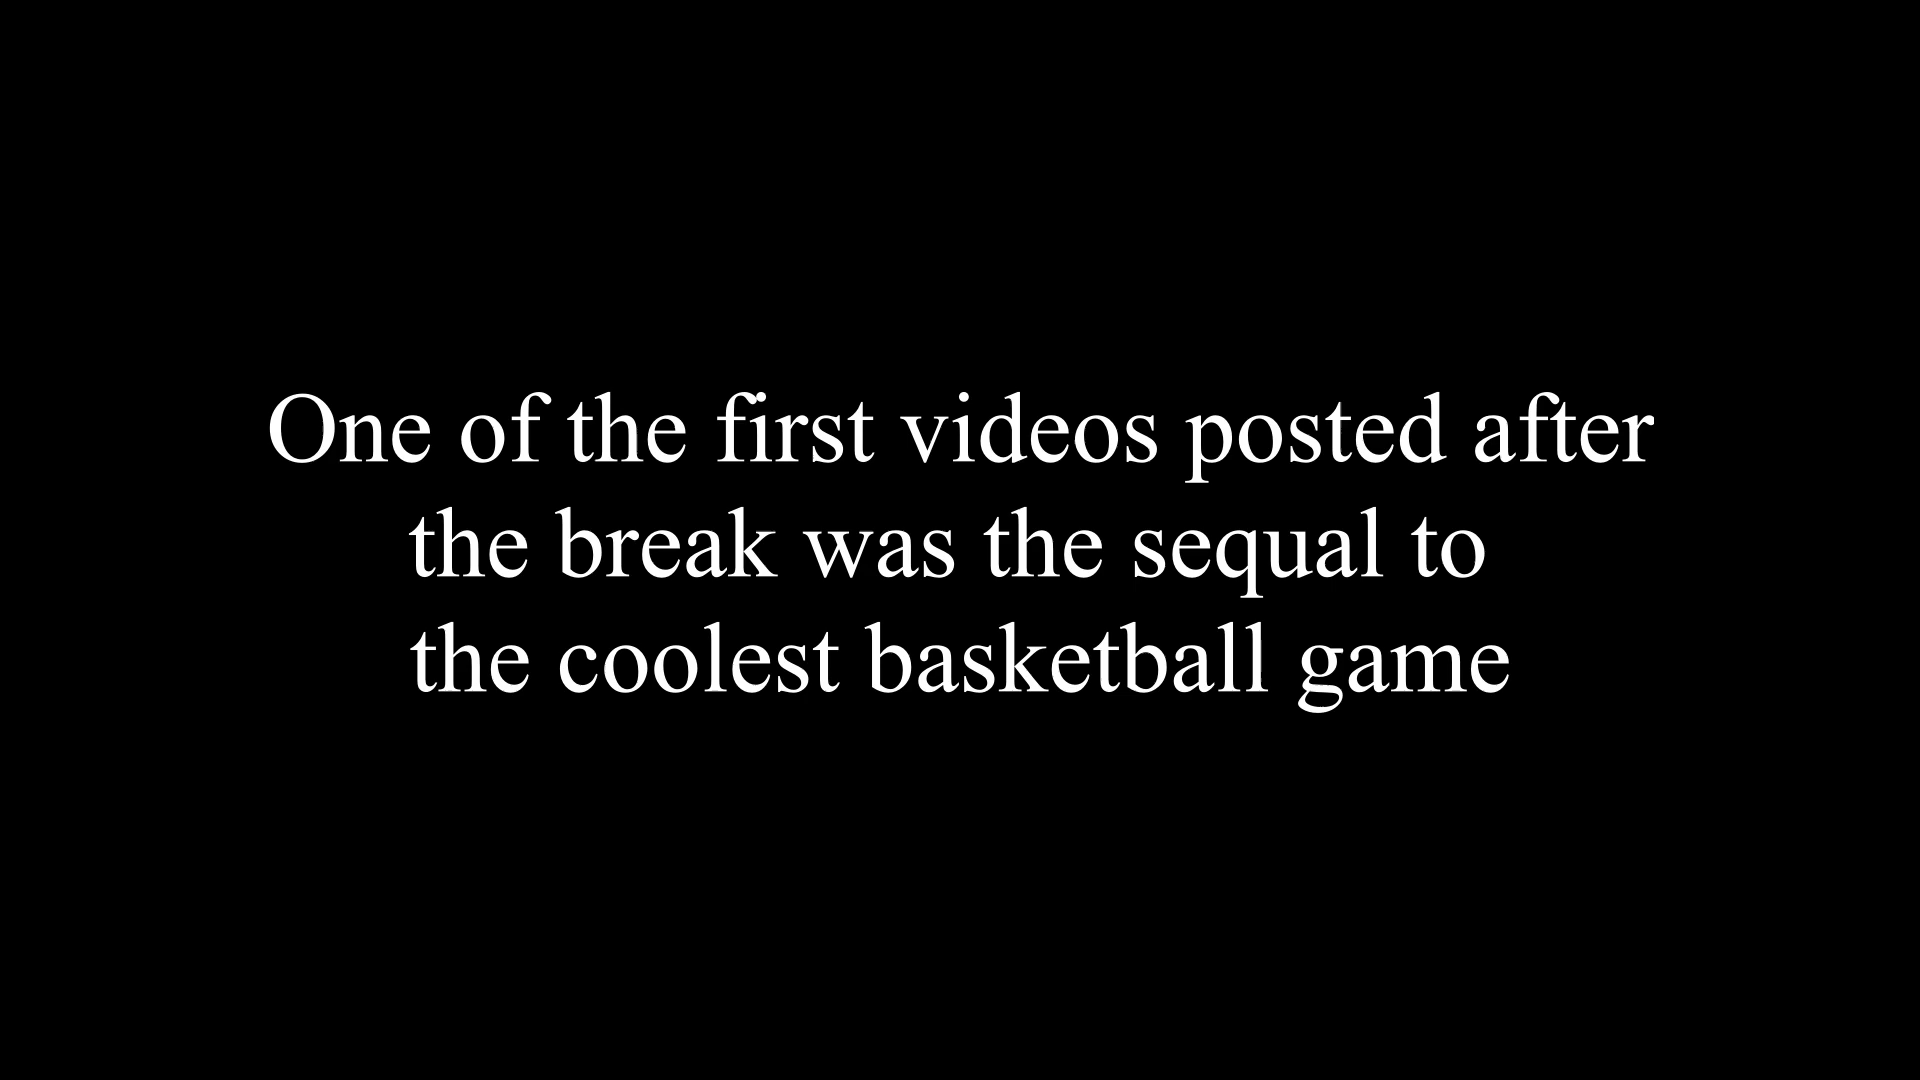 One of the first videos posted after
the break was the sequal to
the coolest basketball game